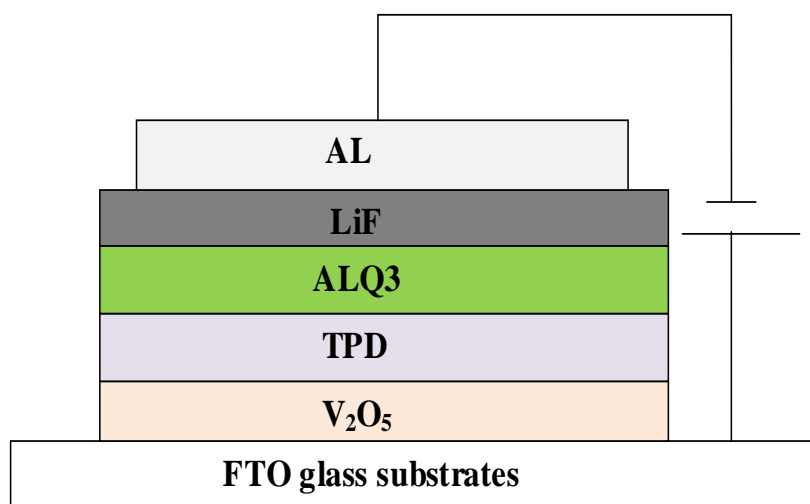 AL
LiF
ALQ3
TPD
V₂O₅
FTO glass substrates